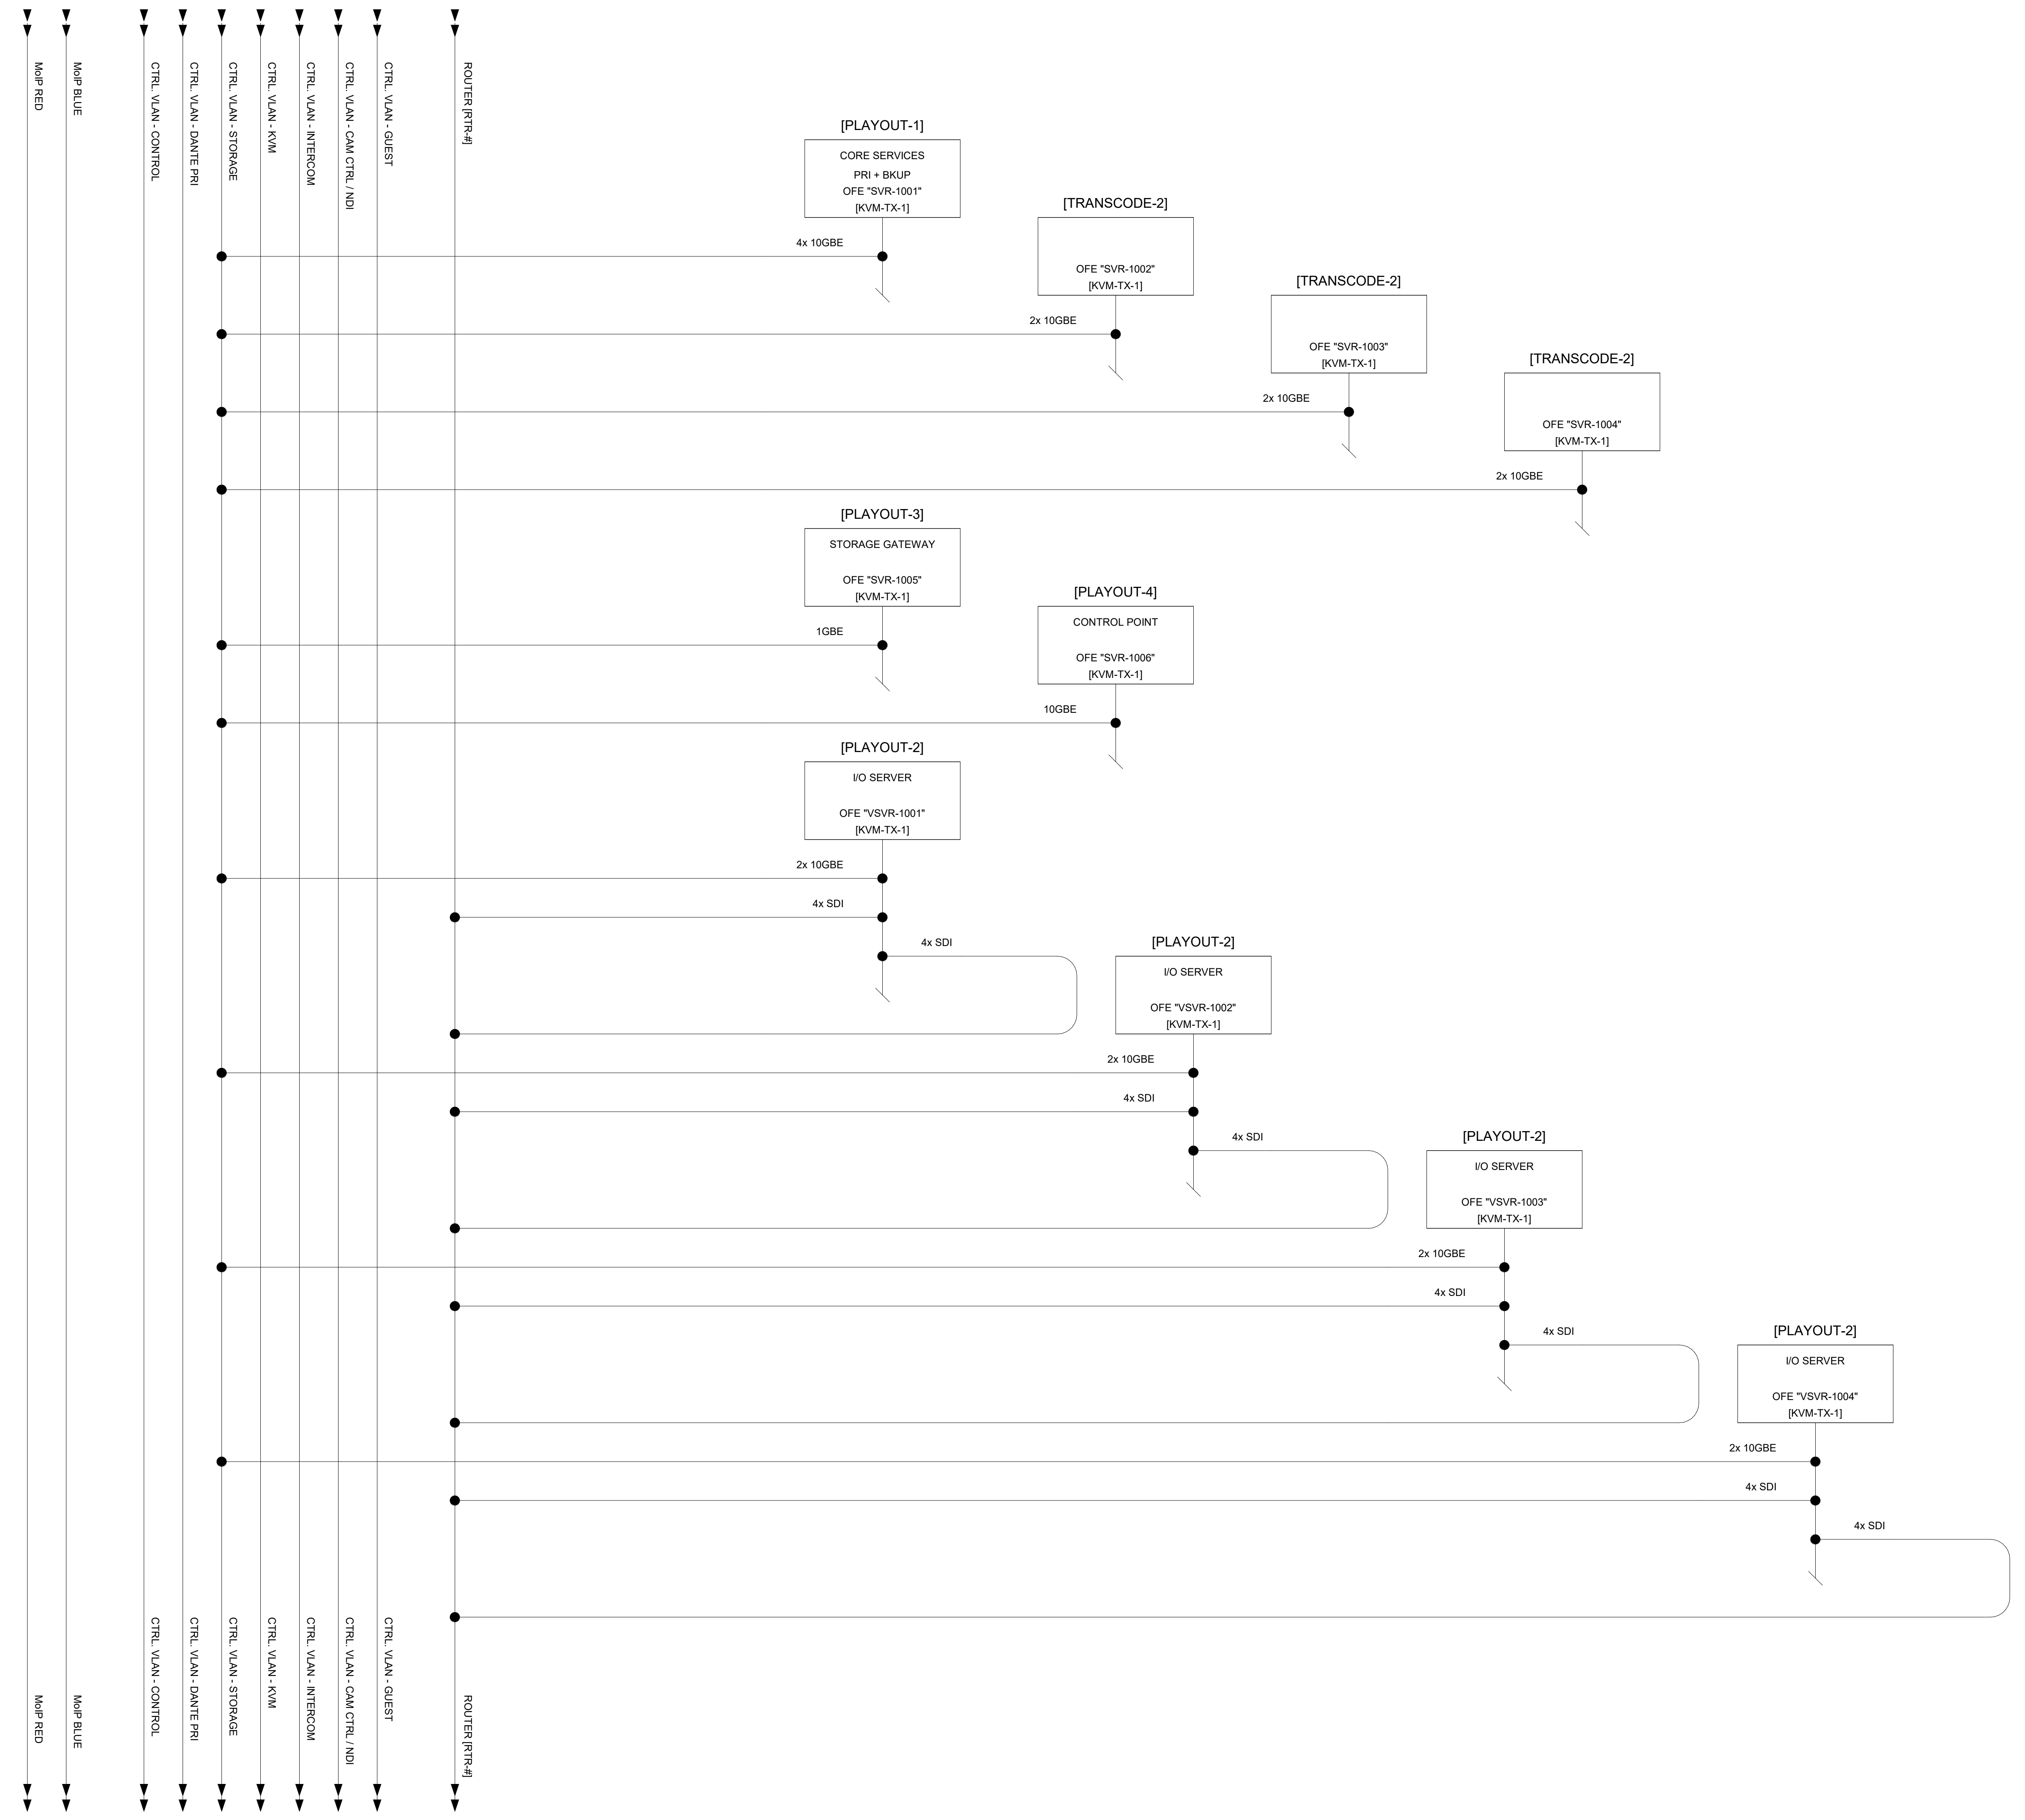 MoIP RED
MoIP BLUE
CTRL. VLAN - CONTROL
CTRL. VLAN - DANTE PRI
CTRL. VLAN - STORAGE
CTRL. VLAN - KVM
CTRL. VLAN - INTERCOM
CTRL. VLAN - CAM CTRL / NDI
CTRL. VLAN - GUEST
ROUTER [RTR-#]
[PLAYOUT-1]
CORE SERVICES
PRI + BKUP
OFE "SVR-1001"
[KVM-TX-1]
4x 10GBE
[TRANSCODE-2]
OFE "SVR-1002"
[KVM-TX-1]
2x 10GBE
[TRANSCODE-2]
OFE "SVR-1003"
[KVM-TX-1]
2x 10GBE
[TRANSCODE-2]
OFE "SVR-1004"
[KVM-TX-1]
2x 10GBE
[PLAYOUT-3]
STORAGE GATEWAY
OFE "SVR-1005"
[KVM-TX-1]
1GBE
[PLAYOUT-4]
CONTROL POINT
OFE "SVR-1006"
[KVM-TX-1]
10GBE
[PLAYOUT-2]
I/O SERVER
OFE "VSVR-1001"
[KVM-TX-1]
2x 10GBE
4x SDI
4x SDI
[PLAYOUT-2]
I/O SERVER
OFE "VSVR-1002"
[KVM-TX-1]
2x 10GBE
4x SDI
4x SDI
[PLAYOUT-2]
I/O SERVER
OFE "VSVR-1003"
[KVM-TX-1]
2x 10GBE
4x SDI
4x SDI
[PLAYOUT-2]
I/O SERVER
OFE "VSVR-1004"
[KVM-TX-1]
2x 10GBE
4x SDI
4x SDI
MoIP RED
MoIP BLUE
CTRL. VLAN - CONTROL
CTRL. VLAN - DANTE PRI
CTRL. VLAN - STORAGE
CTRL. VLAN - KVM
CTRL. VLAN - INTERCOM
CTRL. VLAN - CAM CTRL / NDI
CTRL. VLAN - GUEST
ROUTER [RTR-#]